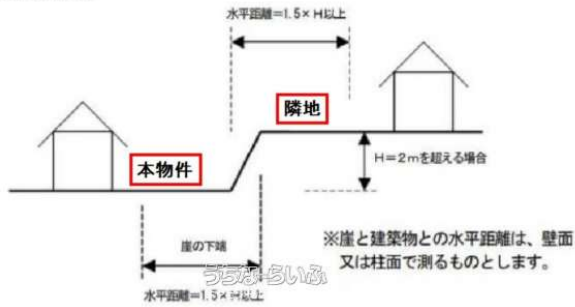 水平距離=1.5×H以上
隣地
本物件
H=2mを超える場合
崖の下端
※崖と建築物との水平距離は、壁面
又は柱面で測るものとします。
うちなーらいふ
水平距離=1.5×H以上